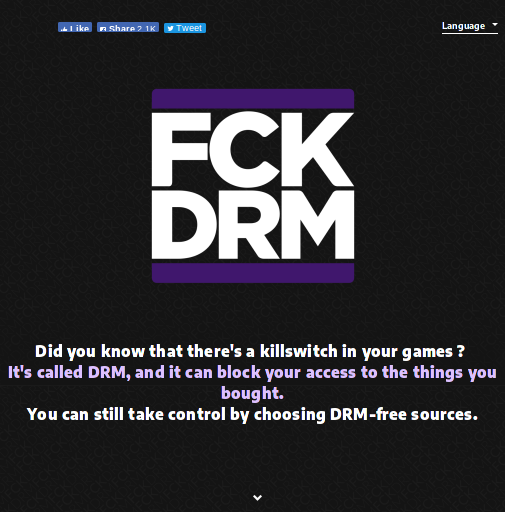 Like Share 2.1K Tweet
Language
FCK
DRM
Did you know that there's a killswitch in your games ?
It's called DRM, and it can block your access to the things you
bought.
You can still take control by choosing DRM-free sources.